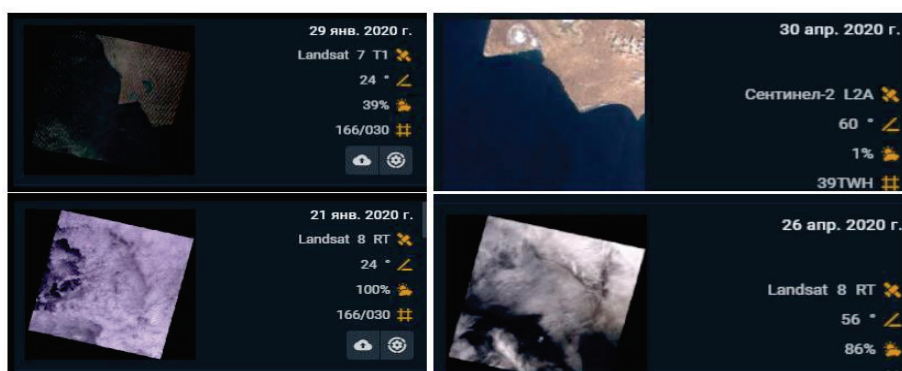 29 янв. 2020 г.
Landsat 7 T1
24 °
39%
166/030
30 апр. 2020 г.
Сентинел-2 L2A
60 °
1%
39TWH
21 янв. 2020 г.
Landsat 8 RT
24 °
100%
166/030
26 апр. 2020 г.
Landsat 8 RT
56 °
86%